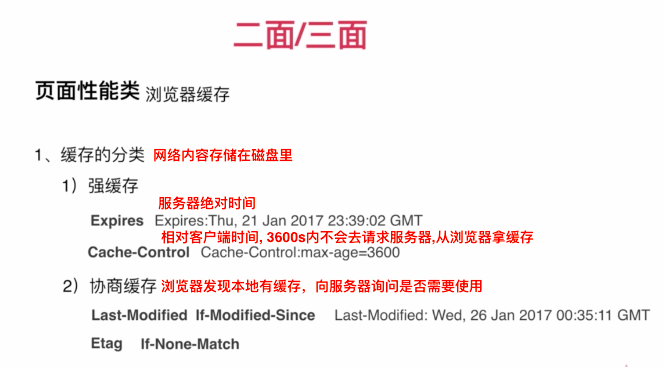 二面/三面
页面性能类 浏览器缓存
1、缓存的分类 网络内容存储在磁盘里
1）强缓存
服务器绝对时间
Expires Expires:Thu, 21 Jan 2017 23:39:02 GMT
相对客户端时间, 3600s内不会去请求服务器,从浏览器拿缓存
Cache-Control Cache-Control:max-age=3600
2）协商缓存 浏览器发现本地有缓存，向服务器询问是否需要使用
Last-Modified If-Modified-Since Last-Modified: Wed, 26 Jan 2017 00:35:11 GMT
Etag If-None-Match